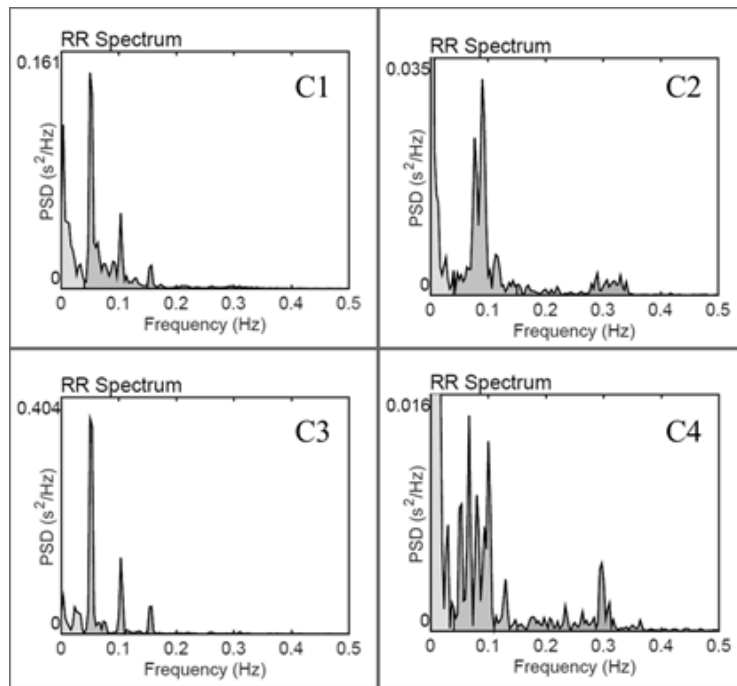 RR Spectrum
0.161
C1
PSD (s²/Hz)
0
0 0.1 0.2 0.3 0.4 0.5
Frequency (Hz)
RR Spectrum
0.035
C2
PSD (s²/Hz)
0
0 0.1 0.2 0.3 0.4 0.5
Frequency (Hz)
RR Spectrum
0.404
C3
PSD (s²/Hz)
0
0 0.1 0.2 0.3 0.4 0.5
Frequency (Hz)
RR Spectrum
0.016
C4
PSD (s²/Hz)
0
0 0.1 0.2 0.3 0.4 0.5
Frequency (Hz)